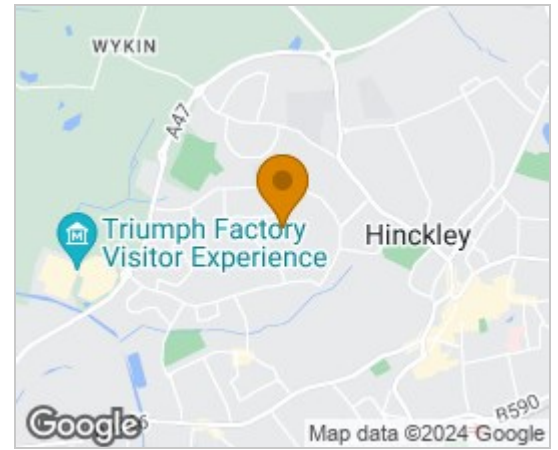 WYKIN
A47
Triumph Factory
Visitor Experience
Hinckley
B590
Google
Map data ©2024 Google